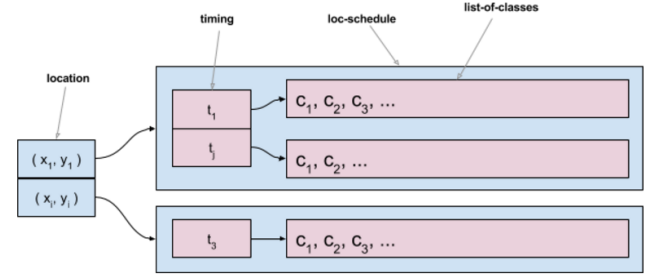 list-of-classes
timing
loc-schedule
location
t₁
c₁, c₂, c₃, ...
( x₁, y₁ )
tⱼ
c₁, c₂, ...
( xᵢ, yᵢ )
t₃
c₁, c₂, c₃, ...